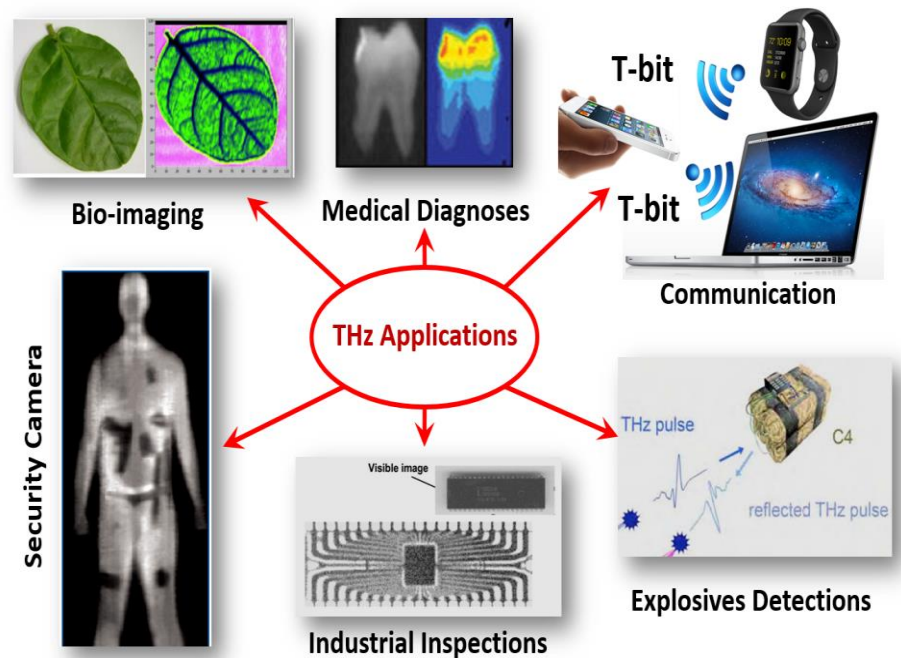 T-bit
T-bit
Bio-imaging
Medical Diagnoses
Communication
THz Applications
Security Camera
Visible image
THz pulse
C4
reflected THz pulse
Industrial Inspections
Explosives Detections